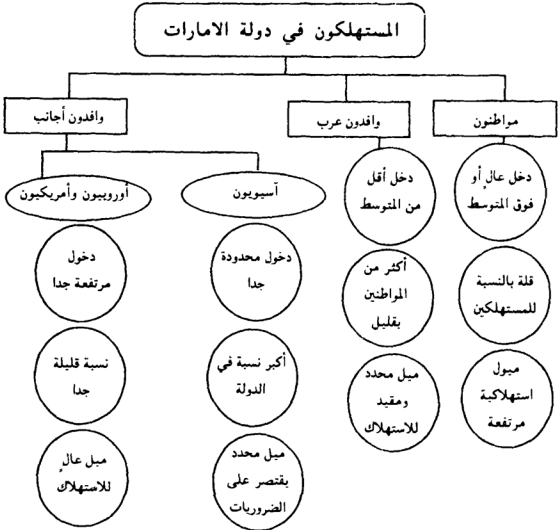 المستهلكون في دولة الامارات
مواطنون
وافدون عرب
وافدون أجانب
دخل عالٍ أو
فوق المتوسط
قلة بالنسبة
للمستهلكين
ميول
استهلاكية
مرتفعة
دخل أقل
من المتوسط
أكثر من
المواطنين
بقليل
ميل محدد
ومقيد
للاستهلاك
آسيويون
دخول محدودة
جدا
أكبر نسبة في
الدولة
ميل محدد
يقتصر على
الضروريات
أوروبيون وأمريكيون
دخول
مرتفعة جدا
نسبة قليلة
جدا
ميل عالٍ
للاستهلاك